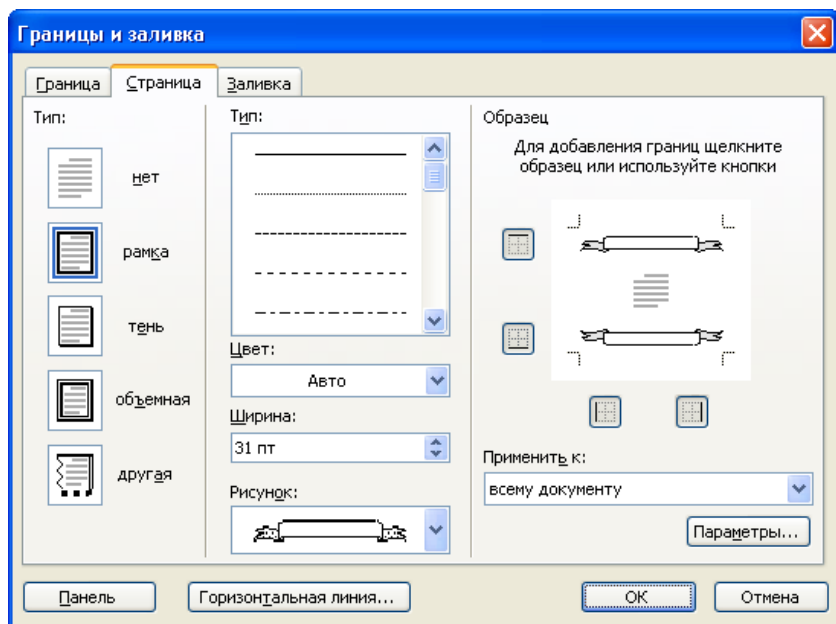 Границы и заливка
Граница
Страница
Заливка
Тип:
нет
рамка
тень
объемная
другая
Тип:
Цвет:
Авто
Ширина:
31 пт
Рисунок:
Образец
Для добавления границ щелкните
образец или используйте кнопки
Применить к:
всему документу
Параметры...
Панель
Горизонтальная линия...
ОК
Отмена